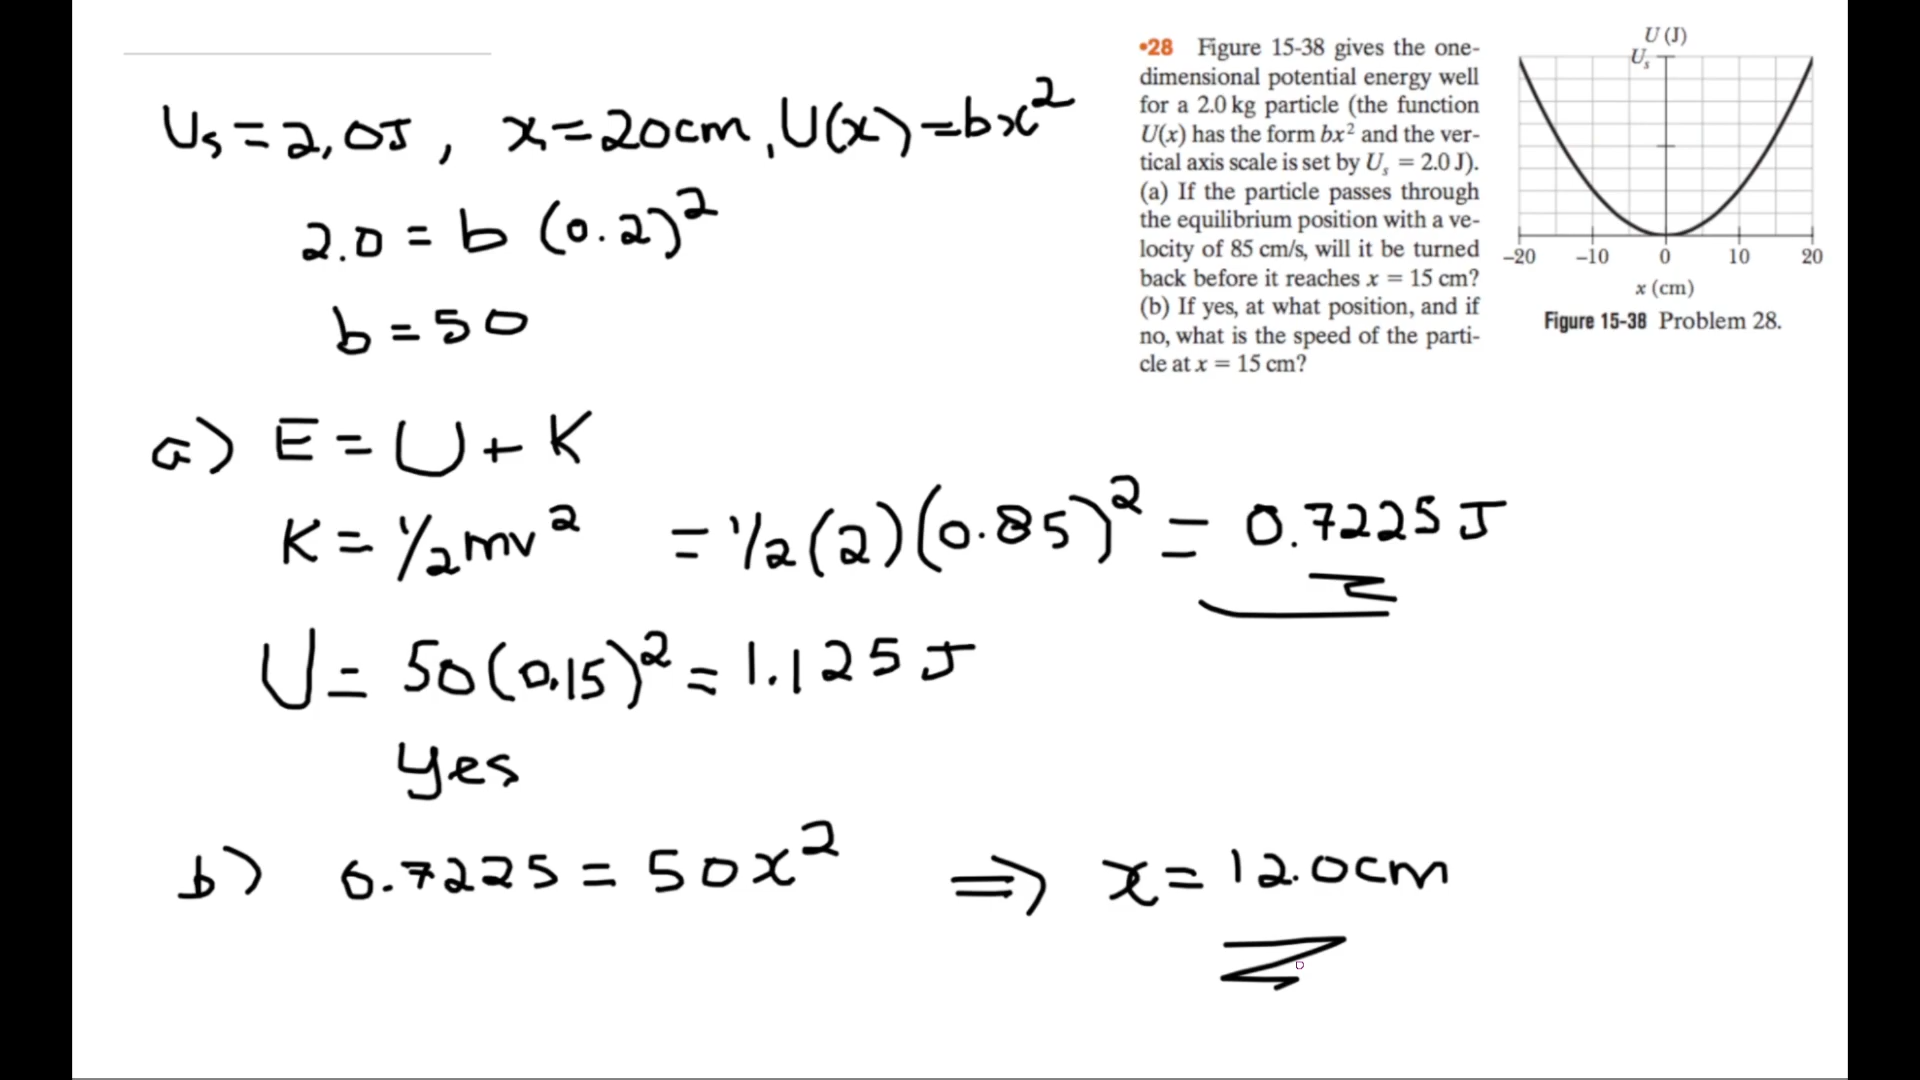 Us = 2,0J , x = 20cm, U(x) = bx²
2.0 = b (0.2)²
b = 50
a) E = U + K
K = 1/2 mv² = 1/2 (2) (0.85)² = 0.7225 J
U = 50 (0.15)² = 1.125 J
Yes
b) 0.7225 = 50x² ⇒ x = 12.0cm
•28 Figure 15-38 gives the one-
dimensional potential energy well
for a 2.0 kg particle (the function
U(x) has the form bx² and the ver-
tical axis scale is set by Us = 2.0 J).
(a) If the particle passes through
the equilibrium position with a ve-
locity of 85 cm/s, will it be turned
back before it reaches x = 15 cm?
(b) If yes, at what position, and if
no, what is the speed of the parti-
cle at x = 15 cm?
U (J)
Us
−20 −10 0 10 20
x (cm)
Figure 15-38 Problem 28.